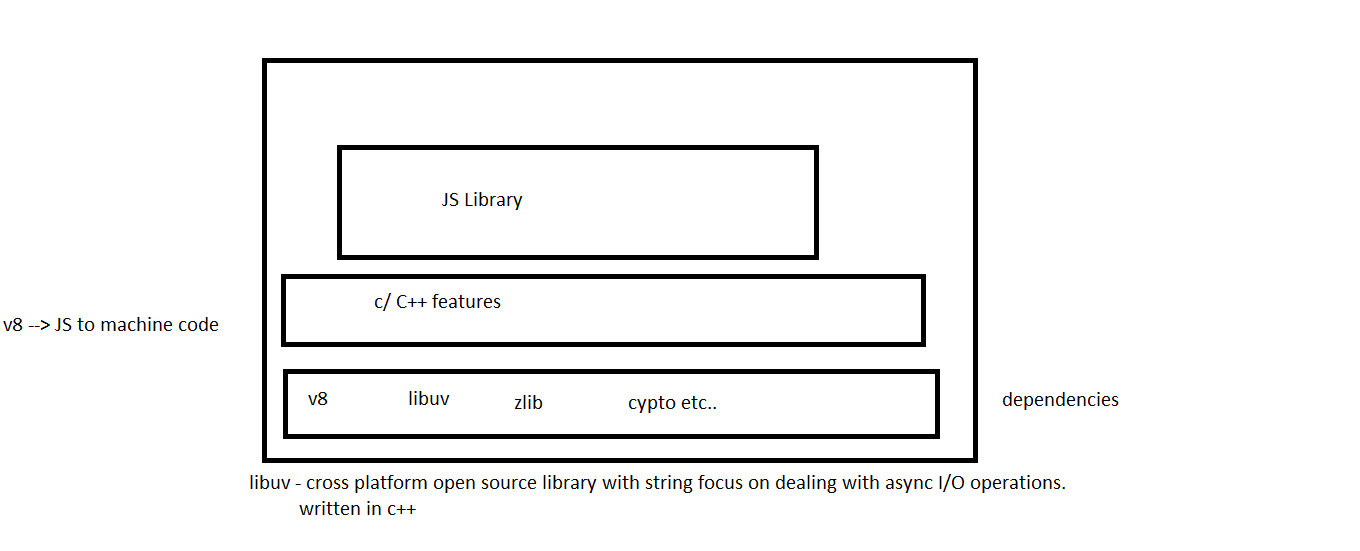 JS Library
c/ C++ features
v8 --> JS to machine code
v8 libuv zlib cypto etc..
dependencies
libuv - cross platform open source library with string focus on dealing with async I/O operations.
written in c++